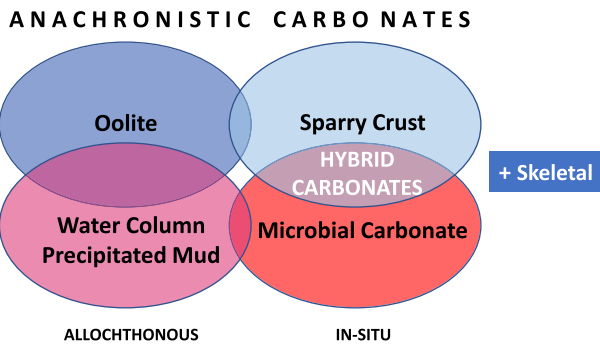 ANACHRONISTIC CARBONATES
Oolite
Sparry Crust
HYBRID
CARBONATES
+ Skeletal
Water Column
Precipitated Mud
Microbial Carbonate
ALLOCHTHONOUS
IN-SITU